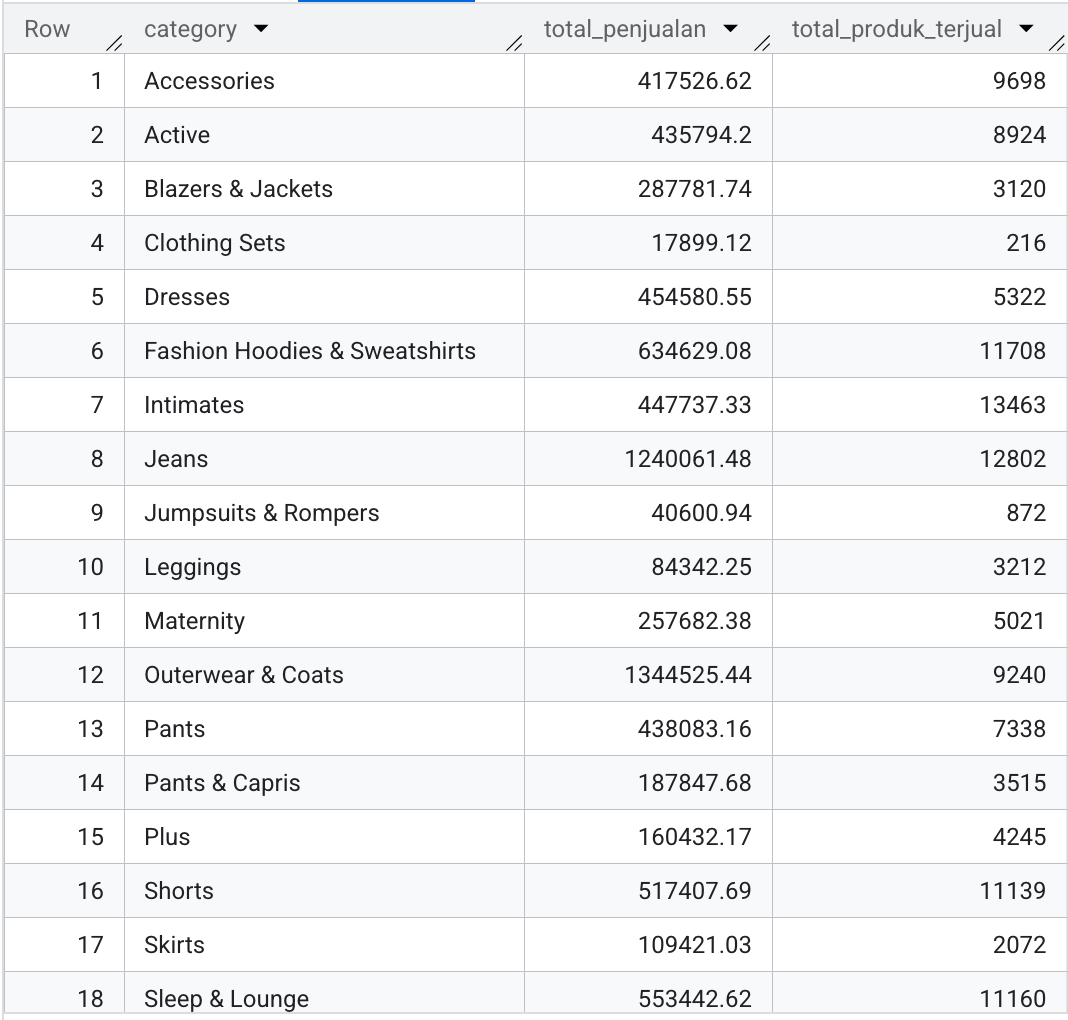 Row category total_penjualan total_produk_terjual
1 Accessories 417526.62 9698
2 Active 435794.2 8924
3 Blazers & Jackets 287781.74 3120
4 Clothing Sets 17899.12 216
5 Dresses 454580.55 5322
6 Fashion Hoodies & Sweatshirts 634629.08 11708
7 Intimates 447737.33 13463
8 Jeans 1240061.48 12802
9 Jumpsuits & Rompers 40600.94 872
10 Leggings 84342.25 3212
11 Maternity 257682.38 5021
12 Outerwear & Coats 1344525.44 9240
13 Pants 438083.16 7338
14 Pants & Capris 187847.68 3515
15 Plus 160432.17 4245
16 Shorts 517407.69 11139
17 Skirts 109421.03 2072
18 Sleep & Lounge 553442.62 11160